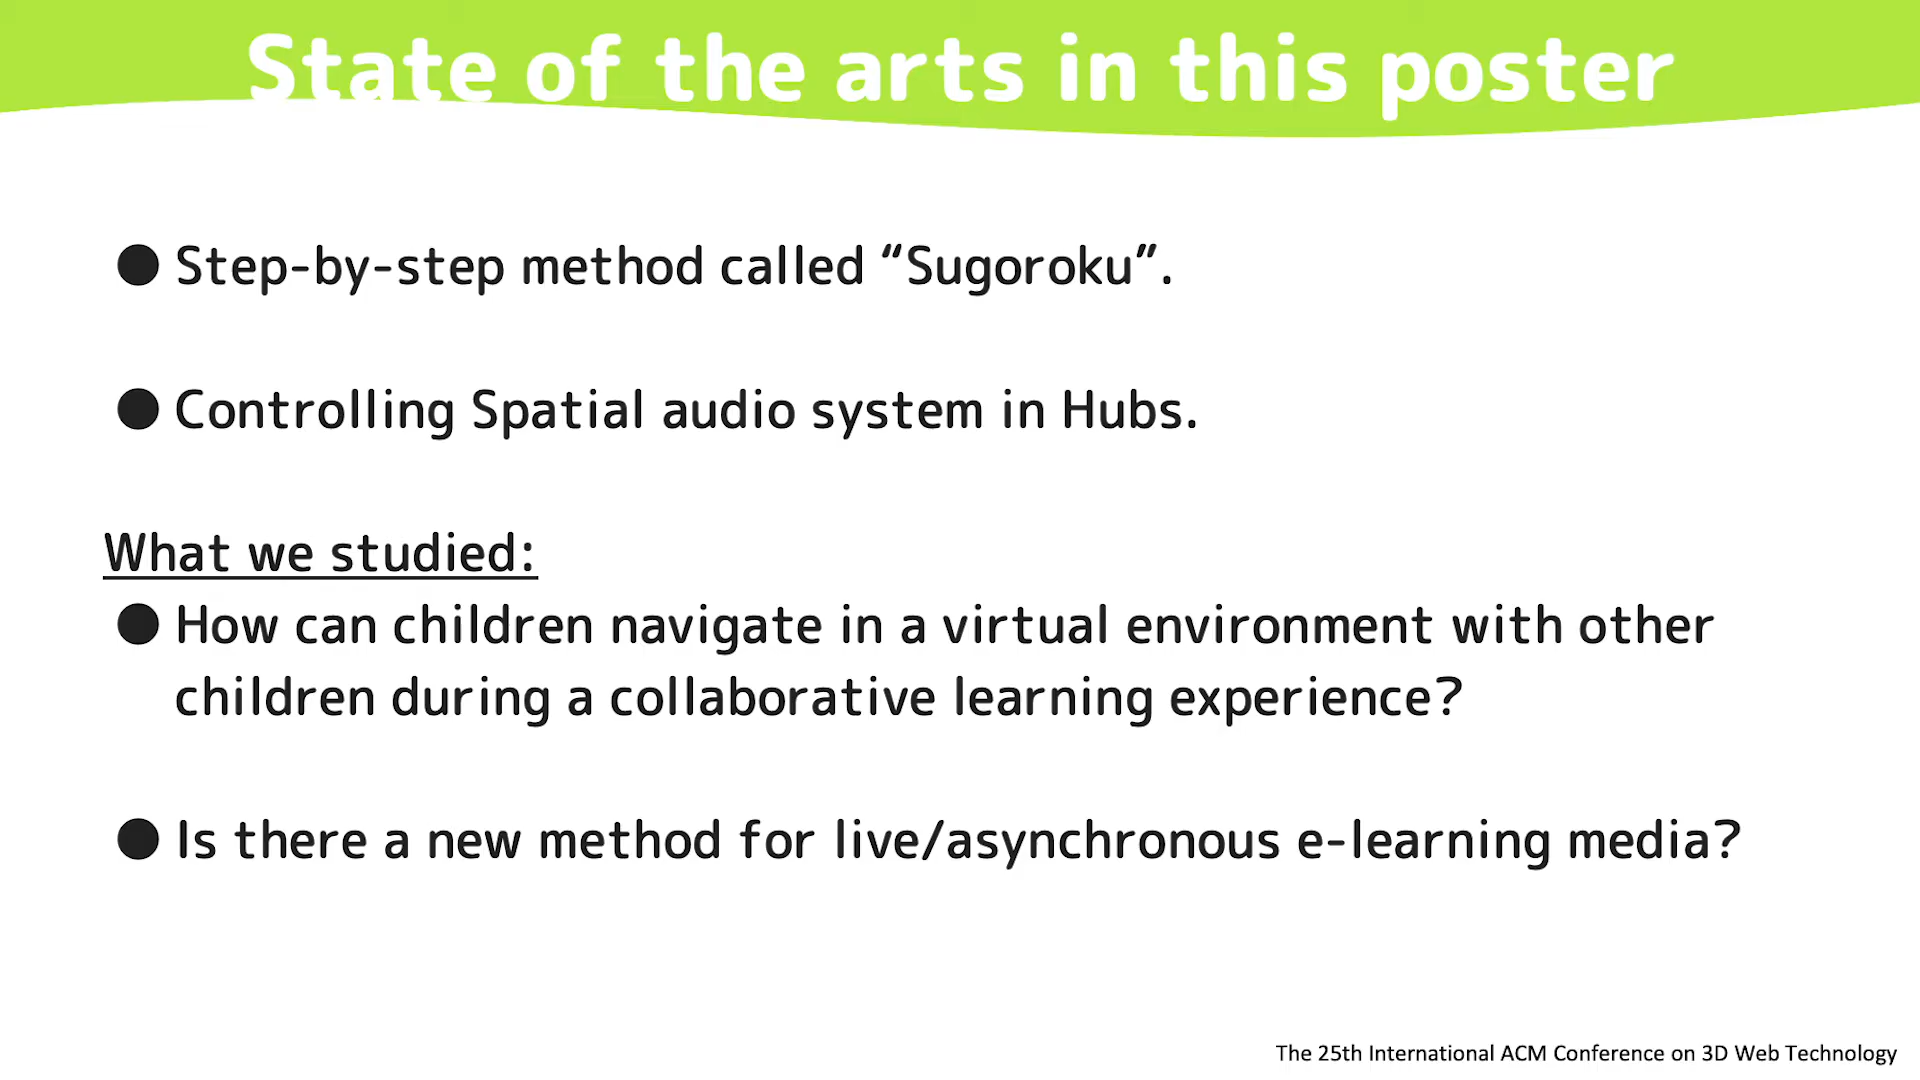 State of the arts in this poster
● Step-by-step method called “Sugoroku”.
● Controlling Spatial audio system in Hubs.
What we studied:
● How can children navigate in a virtual environment with other
children during a collaborative learning experience?
● Is there a new method for live/asynchronous e-learning media?
The 25th International ACM Conference on 3D Web Technology